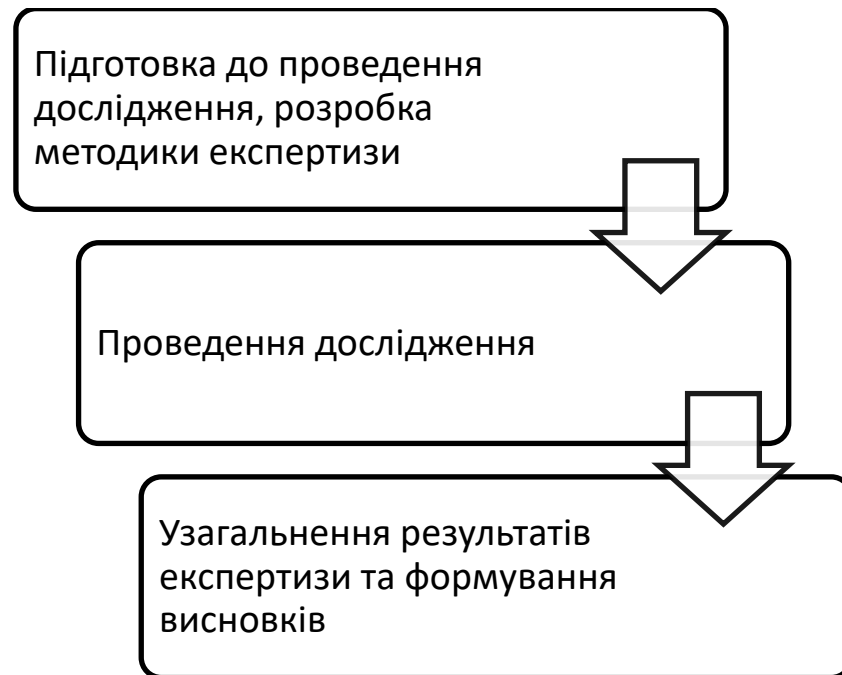 Підготовка до проведення
дослідження, розробка
методики експертизи
Проведення дослідження
Узагальнення результатів
експертизи та формування
висновків